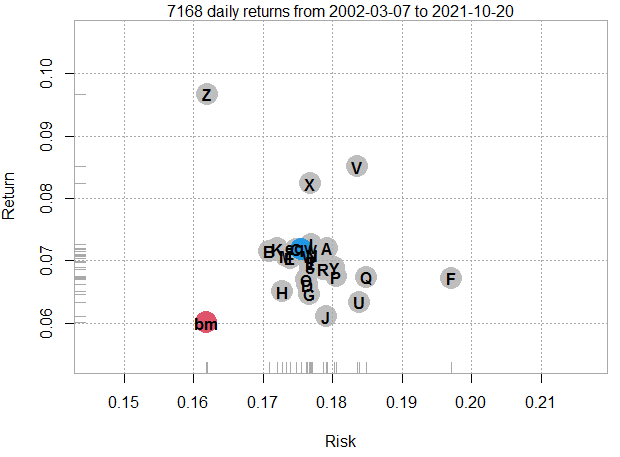 7168 daily returns from 2002-03-07 to 2021-10-20
0.10
0.09
0.08
0.07
0.06
Return
Z
V
X
B
K
A
R
Y
P
Q
F
H
G
U
J
bm
0.15 0.16 0.17 0.18 0.19 0.20 0.21
Risk